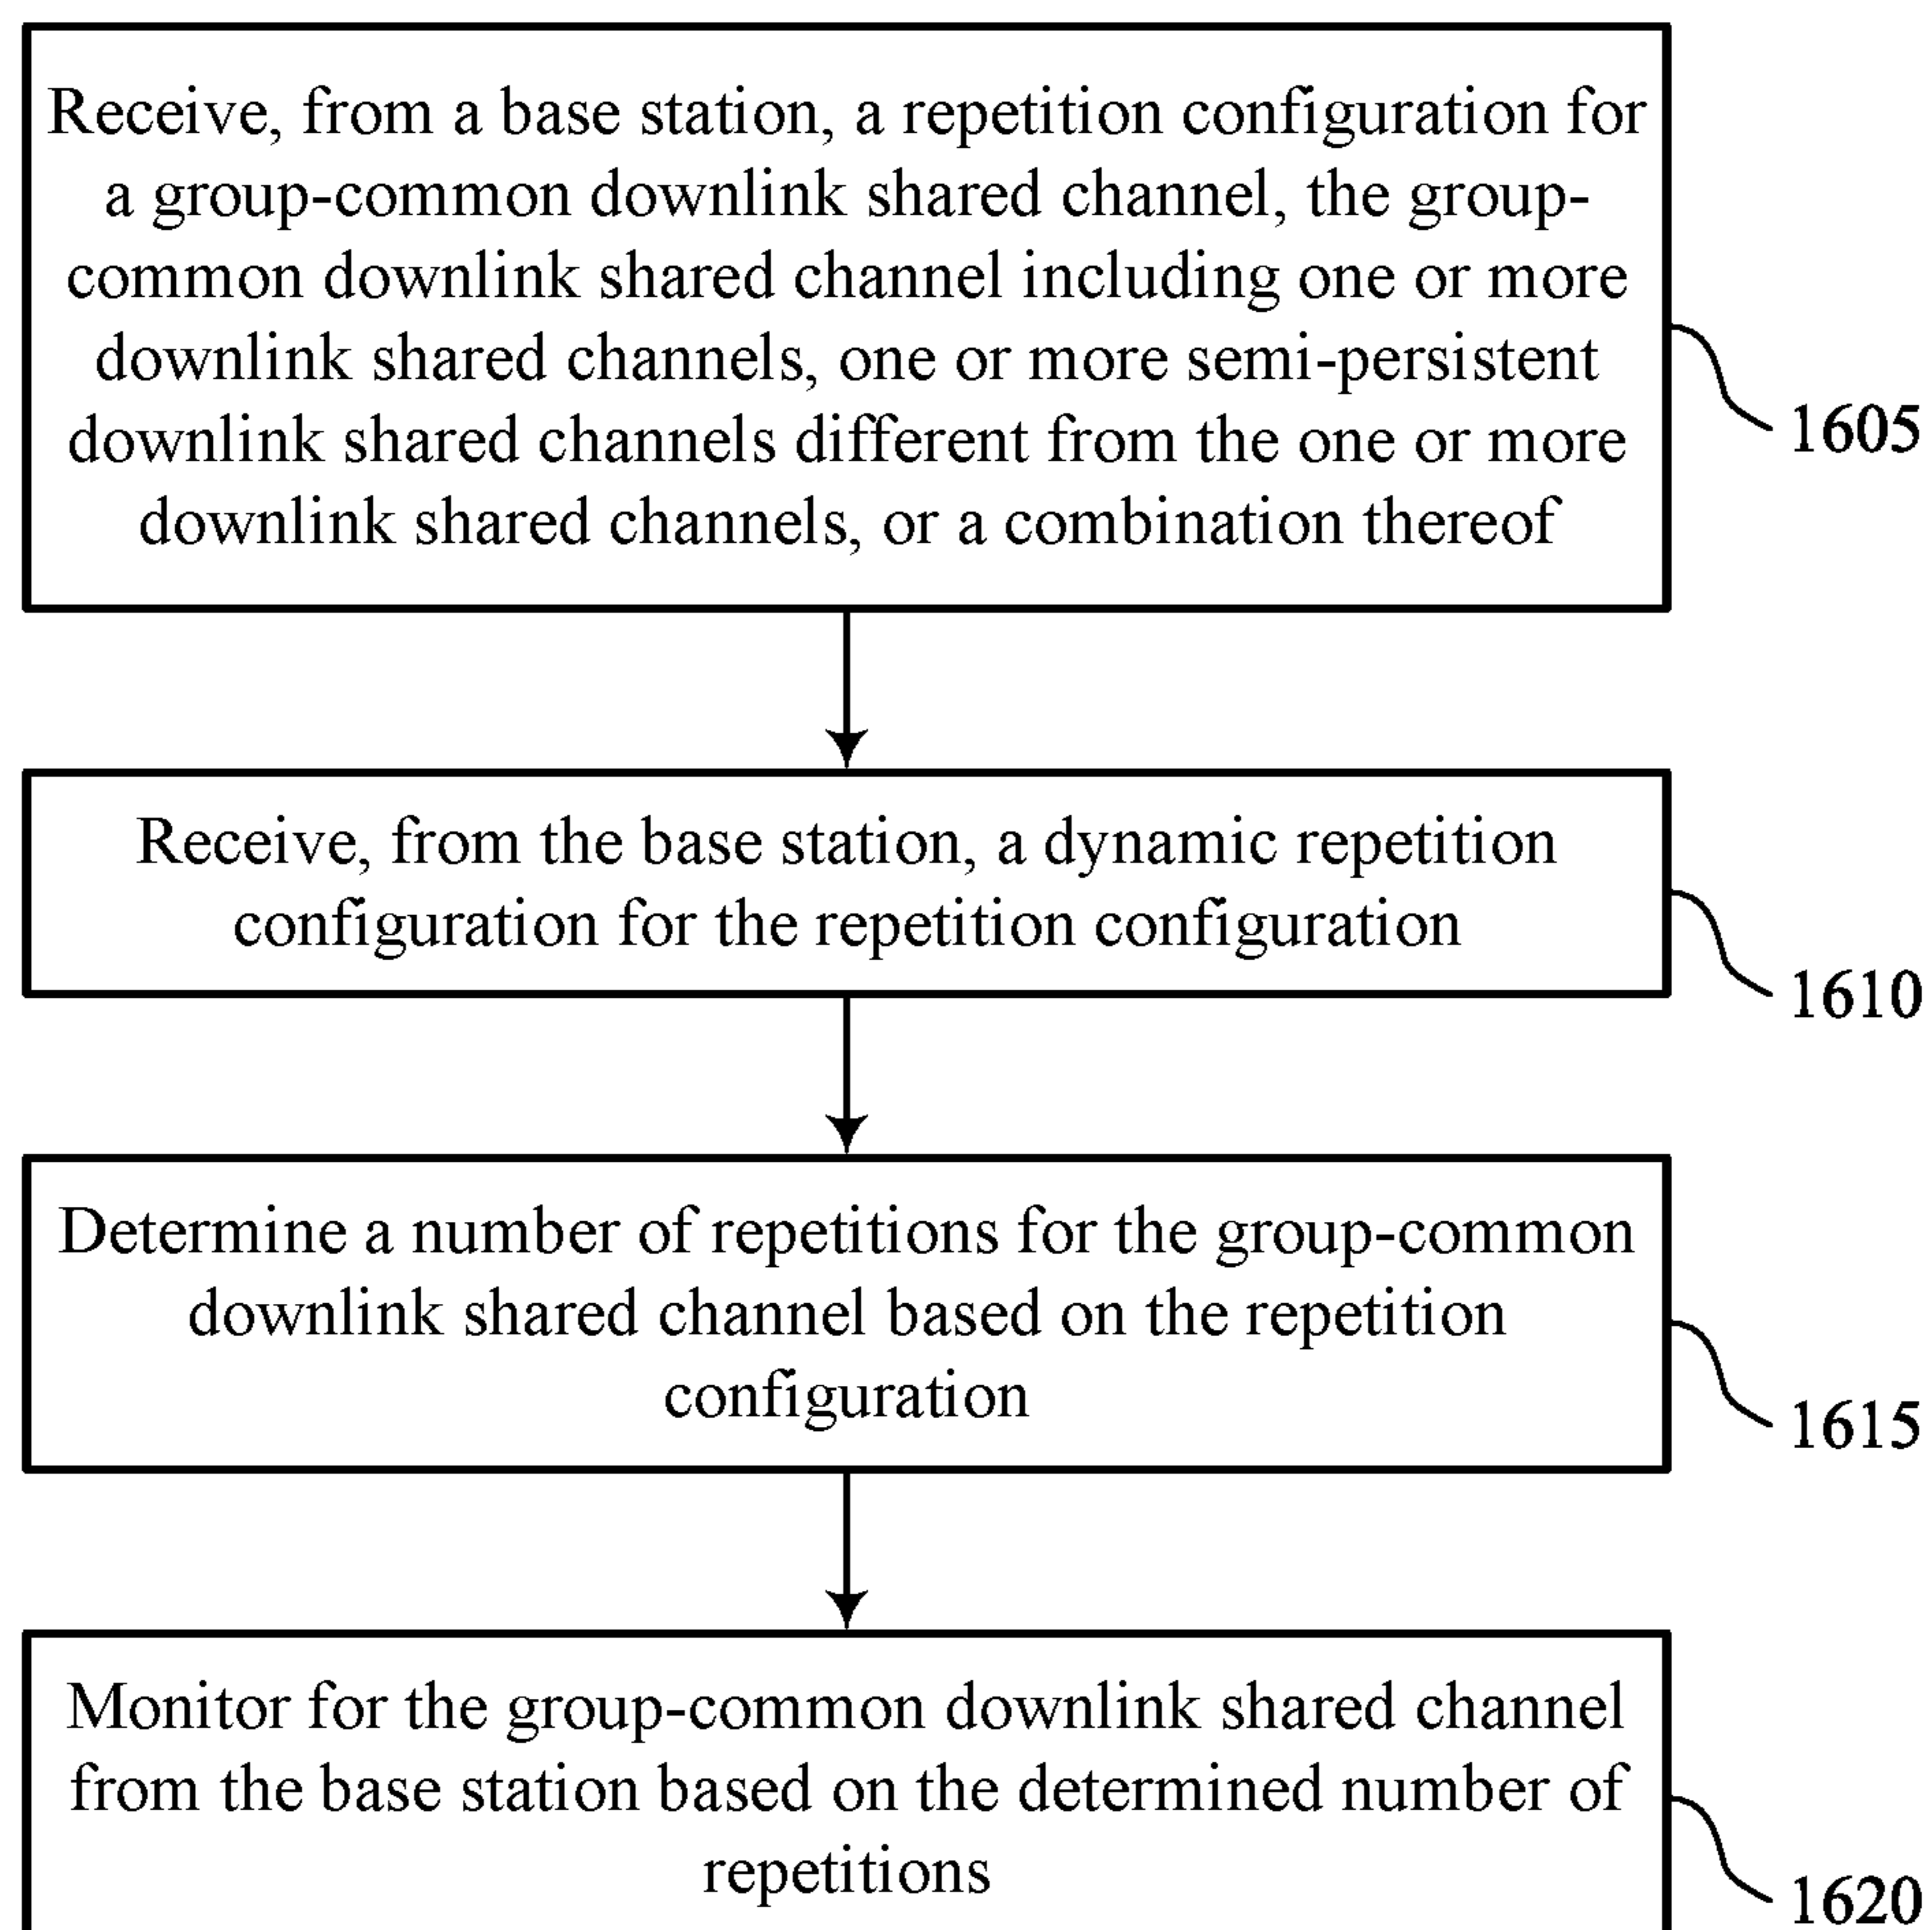 Receive, from a base station, a repetition configuration for
a group-common downlink shared channel, the group-
common downlink shared channel including one or more
downlink shared channels, one or more semi-persistent
downlink shared channels different from the one or more
downlink shared channels, or a combination thereof
1605
Receive, from the base station, a dynamic repetition
configuration for the repetition configuration
1610
Determine a number of repetitions for the group-common
downlink shared channel based on the repetition
configuration
1615
Monitor for the group-common downlink shared channel
from the base station based on the determined number of
repetitions
1620